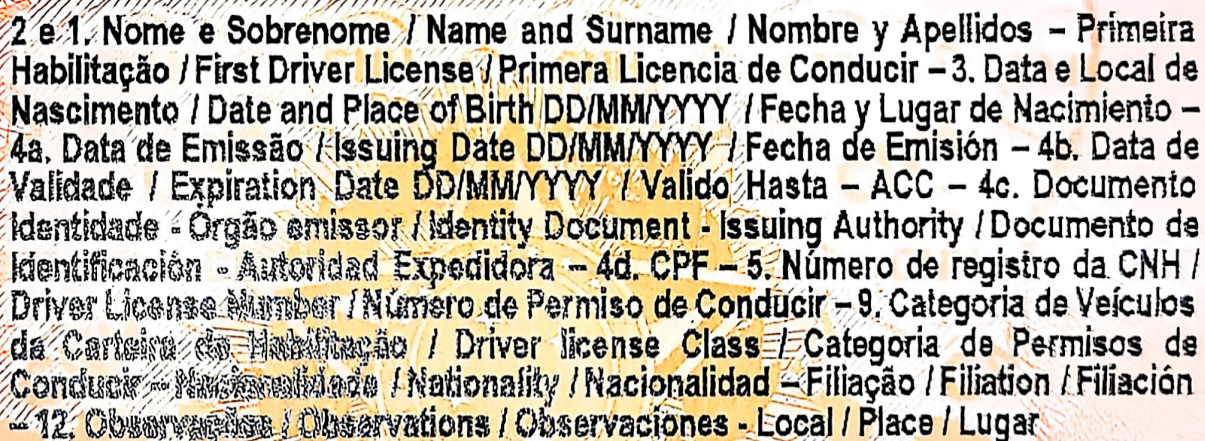 2 e 1. Nome e Sobrenome / Name and Surname / Nombre y Apellidos – Primeira
Habilitação / First Driver License / Primera Licencia de Conducir – 3. Data e Local de
Nascimento / Date and Place of Birth DD/MM/YYYY / Fecha y Lugar de Nacimiento –
4a. Data de Emissão / Issuing Date DD/MM/YYYY / Fecha de Emisión – 4b. Data de
Validade / Expiration Date DD/MM/YYYY / Valido Hasta – ACC – 4c. Documento
Identidade - Órgão emissor / Identity Document - Issuing Authority / Documento de
Identificación - Autoridad Expedidora – 4d. CPF – 5. Número de registro da CNH /
Driver License Number / Número de Permiso de Conducir – 9. Categoria de Veículos
da Carteira de Habilitação / Driver license Class / Categoria de Permisos de
Conducir – Nacionalidade / Nationality / Nacionalidad – Filiação / Filiation / Filiación
– 12. Observações / Observations / Observaciones - Local / Place / Lugar